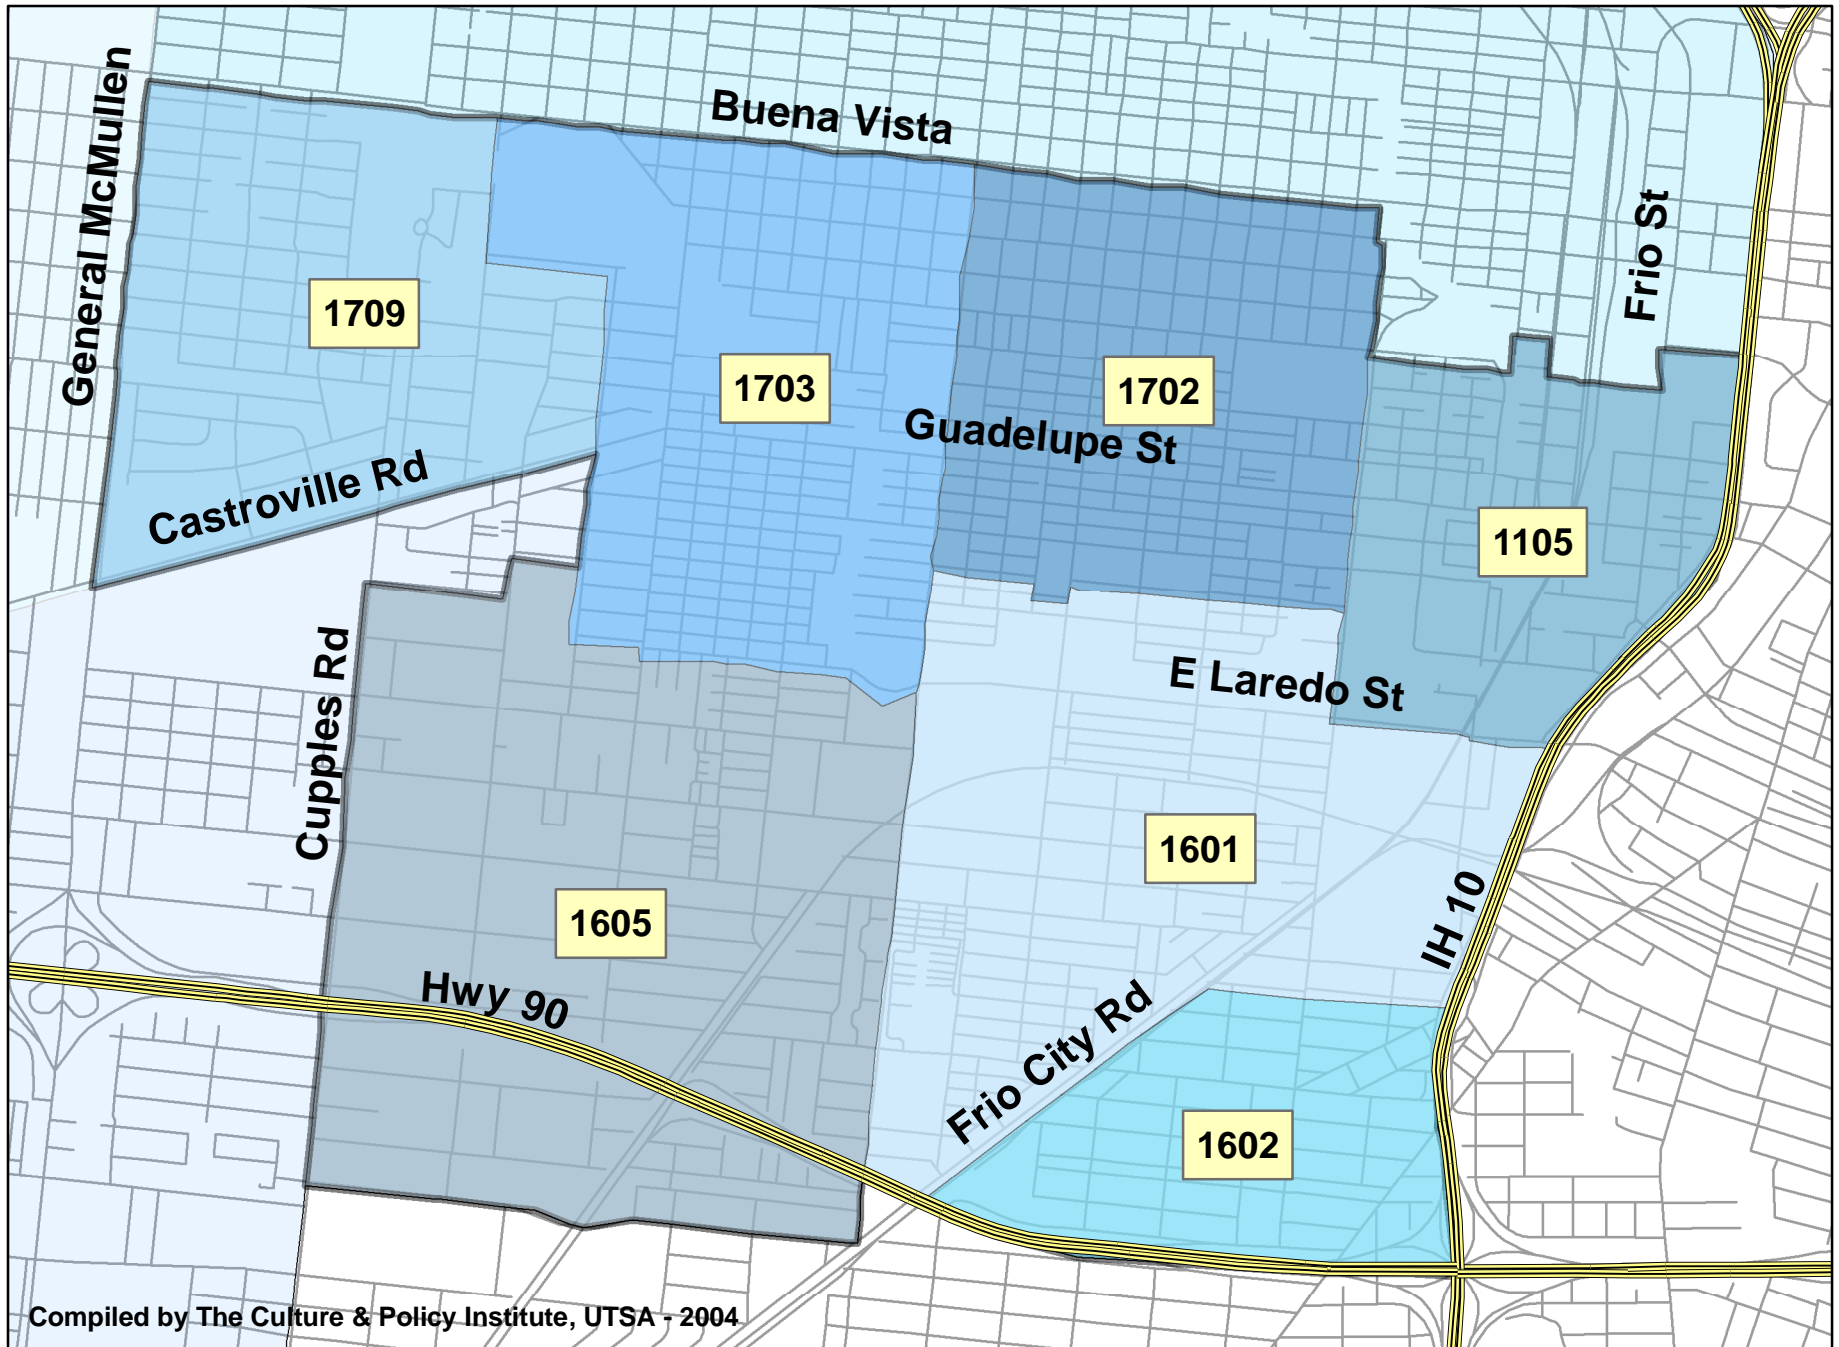 General McMullen
Buena Vista
Frio St
1709
1703
1702
Guadelupe St
Castroville Rd
1105
Cupples Rd
E Laredo St
1601
1605
IH 10
Hwy 90
Frio City Rd
1602
Compiled by The Culture & Policy Institute, UTSA - 2004